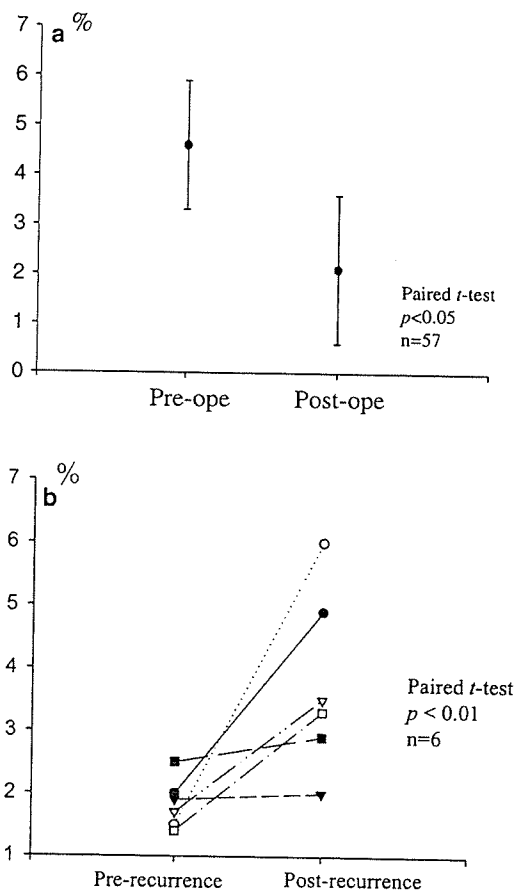 a %
7
6
5
4
3
2
1
0
Paired t-test
p<0.05
n=57
Pre-ope Post-ope
b %
7
6
5
4
3
2
1
Paired t-test
p < 0.01
n=6
Pre-recurrence Post-recurrence